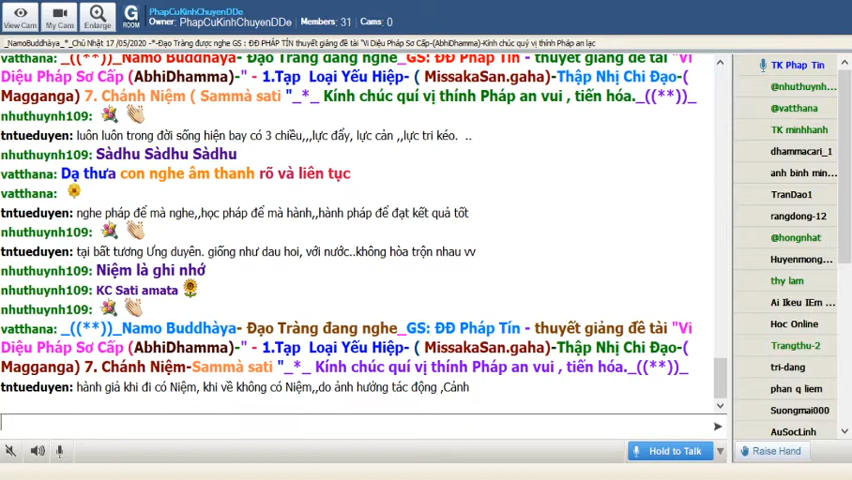 PhapCuKinhChuyenDDe
Owner: PhapCuKinhChuyenDDe Members: 31 Cams: 0
View Cam My Cam Enlarge G ROOM
_NamoBuddhàya_*_Chủ Nhật 17/05/2020 -*-Đạo Tràng được nghe GS : ĐĐ PHÁP TÍN thuyết giảng đề tài "Vi Diệu Pháp Sơ Cấp-(AbhiDhamma)-Kính chúc quý vị thính Pháp an lạc
vatthana: _((**))_Namo Buddhàya- Đạo Tràng đang nghe_GS: ĐĐ Pháp Tín - thuyết giảng đề tài "Vi
Diệu Pháp Sơ Cấp (AbhiDhamma)-" - 1.Tạp Loại Yếu Hiệp- ( MissakaSan.gaha)-Thập Nhị Chi Đạo-(
Magganga) 7. Chánh Niệm ( Sammà sati "_*_ Kính chúc quí vị thính Pháp an vui , tiến hóa._((**))_
nhuthuynh109:
tntueduyen: luôn luôn trong đời sống hiện bay có 3 chiều,,,lực đẩy, lực cản ,,lực tri kéo. ..
nhuthuynh109: Sàdhu Sàdhu Sàdhu
vatthana: Dạ thưa con nghe âm thanh rõ và liên tục
vatthana:
tntueduyen: nghe pháp để mà nghe,,học pháp để mà hành,,hành pháp để đạt kết quả tốt
nhuthuynh109:
tntueduyen: tại bất tương Ưng duyên.. giống như dau hoi, với nước..không hòa trộn nhau vv
nhuthuynh109: Niệm là ghi nhớ
nhuthuynh109: KC Sati amata
nhuthuynh109:
vatthana: _((**))_Namo Buddhàya- Đạo Tràng đang nghe_GS: ĐĐ Pháp Tín - thuyết giảng đề tài "Vi
Diệu Pháp Sơ Cấp (AbhiDhamma)-" - 1.Tạp Loại Yếu Hiệp- ( MissakaSan.gaha)-Thập Nhị Chi Đạo-(
Magganga) 7. Chánh Niệm-Sammà sati "_*_ Kính chúc quí vị thính Pháp an vui , tiến hóa._((**))_
tntueduyen: hành giả khi đi có Niệm, khi về không có Niệm,,do ảnh hưởng tác động ,Cảnh
TK Phap Tin
@nhuthuynh...
@vatthana
TK minhhanh
dhammacari_1
anh binh min...
TranDao1
rangdong-12
@hongnhat
Huyenmong...
thy lam
Ai Ikeu IEm ...
Hoc Online
Trangthu-2
tri-dang
phan q liem
Suongmai000
AuSocLinh
Hold to Talk
Raise Hand